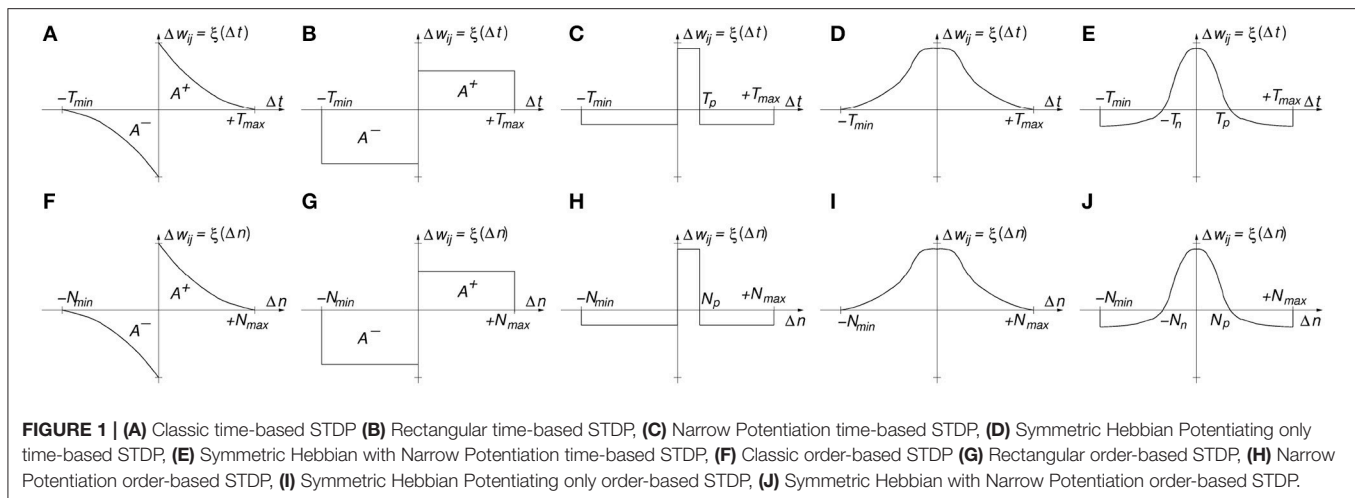 A
Δw_ij = ξ(Δt)
−T_min
A⁺
Δt
A⁻
+T_max
B
Δw_ij = ξ(Δt)
−T_min
A⁺
Δt
+T_max
A⁻
C
Δw_ij = ξ(Δt)
−T_min
T_p
+T_max
Δt
D
Δw_ij = ξ(Δt)
Δt
−T_min
+T_max
E
Δw_ij = ξ(Δt)
−T_min
+T_max
Δt
−T_n
T_p
F
Δw_ij = ξ(Δn)
−N_min
A⁺
Δn
A⁻
+N_max
G
Δw_ij = ξ(Δn)
−N_min
A⁺
Δn
+N_max
A⁻
H
Δw_ij = ξ(Δn)
−N_min
N_p
+N_max
Δn
I
Δw_ij = ξ(Δn)
Δn
−N_min
+N_max
J
Δw_ij = ξ(Δn)
−N_min
+N_max
−N_n
N_p
Δn
FIGURE 1 | (A) Classic time-based STDP (B) Rectangular time-based STDP, (C) Narrow Potentiation time-based STDP, (D) Symmetric Hebbian Potentiating only
time-based STDP, (E) Symmetric Hebbian with Narrow Potentiation time-based STDP, (F) Classic order-based STDP (G) Rectangular order-based STDP, (H) Narrow
Potentiation order-based STDP, (I) Symmetric Hebbian Potentiating only order-based STDP, (J) Symmetric Hebbian with Narrow Potentiation order-based STDP.